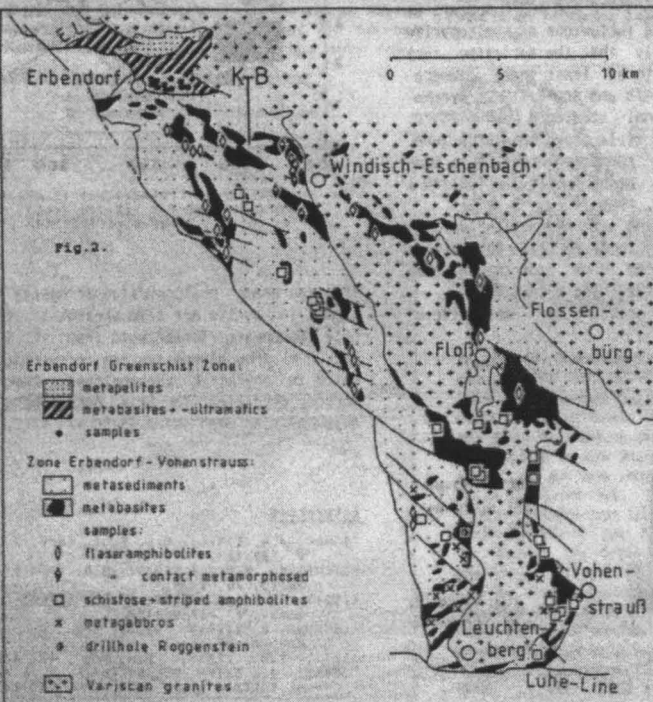 Erbendorf
K-B
0 5 10 km
Windisch-Eschenbach
Fig.2.
Flossen-
bürg
Floß
Erbendorf Greenschist Zone:
metapelites
metabasites + -ultramafics
samples
Zone Erbendorf-Vohenstrauss:
metasediments
metabasites
samples:
flaseramphibolites
" contact metamorphosed
schistose+striped amphibolites
metagabbros
drillhole Roggenstein
Variscan granites
Vohen-
strauß
Leuchten-
berg
Luhe-Line